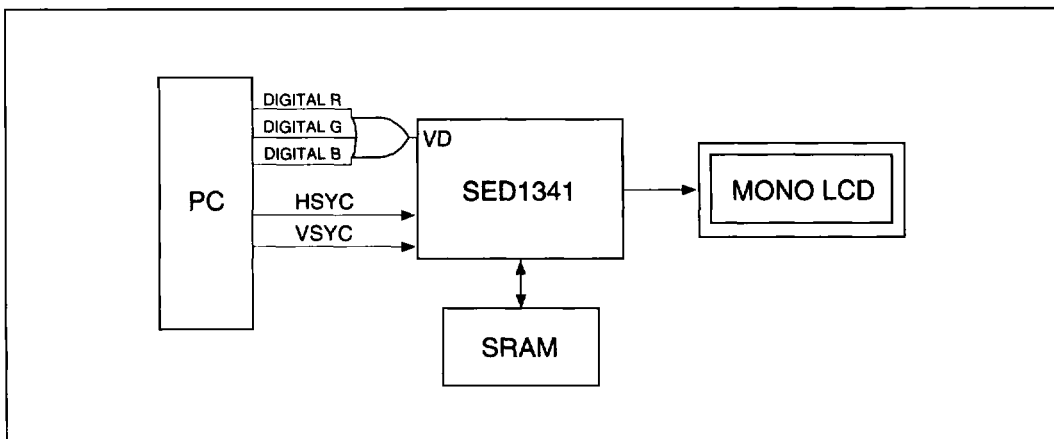 DIGITAL R
DIGITAL G
DIGITAL B
VD
PC
SED1341
MONO LCD
HSYC
VSYC
SRAM